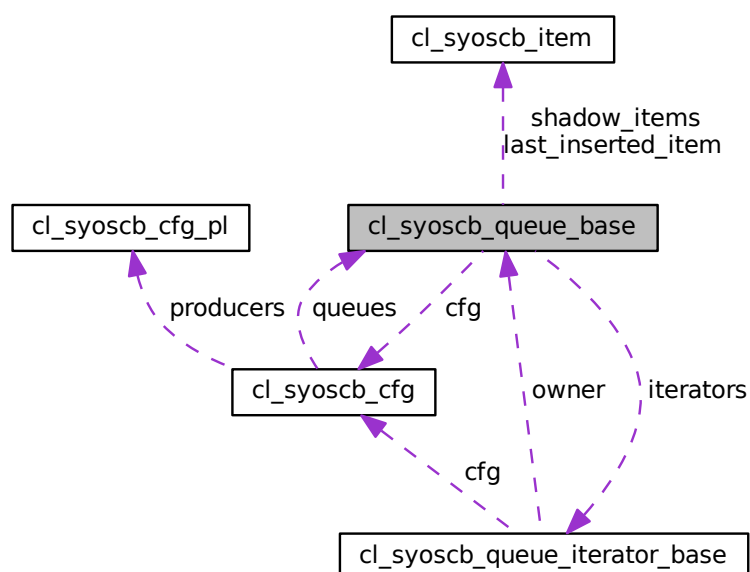 cl_syoscb_item
shadow_items
last_inserted_item
cl_syoscb_cfg_pl
cl_syoscb_queue_base
producers
queues
cfg
cl_syoscb_cfg
owner
iterators
cfg
cl_syoscb_queue_iterator_base